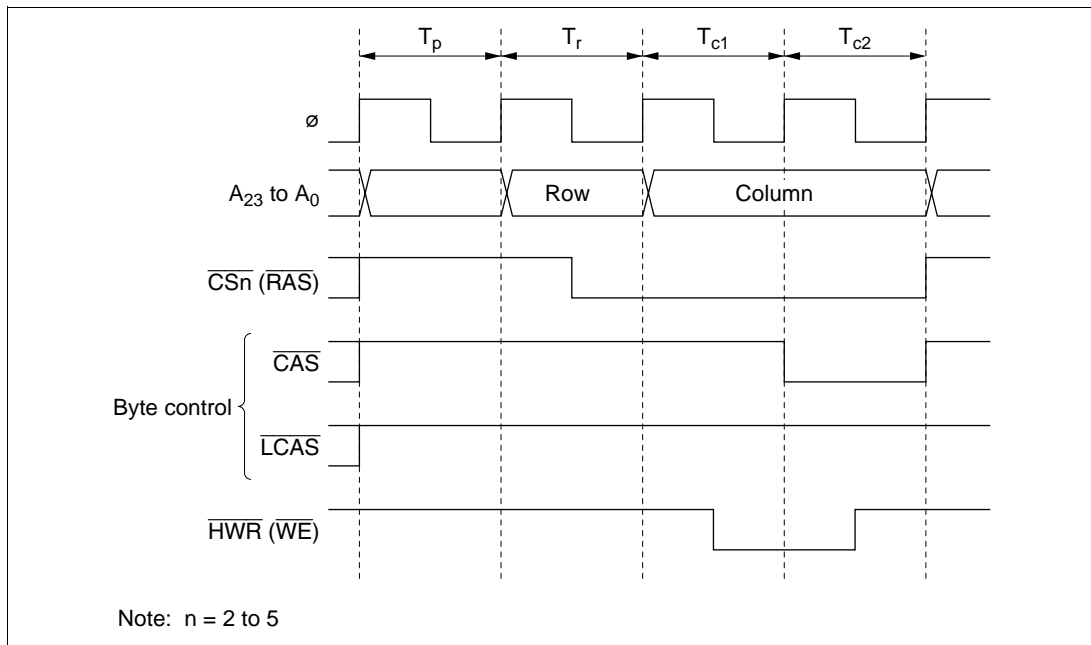 Tp Tr Tc1 Tc2
ø
A23 to A0 Row Column
CSn (RAS)
CAS
Byte control
LCAS
HWR (WE)
Note: n = 2 to 5